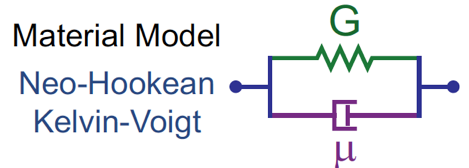 Material Model
Neo-Hookean
Kelvin-Voigt
G
μ